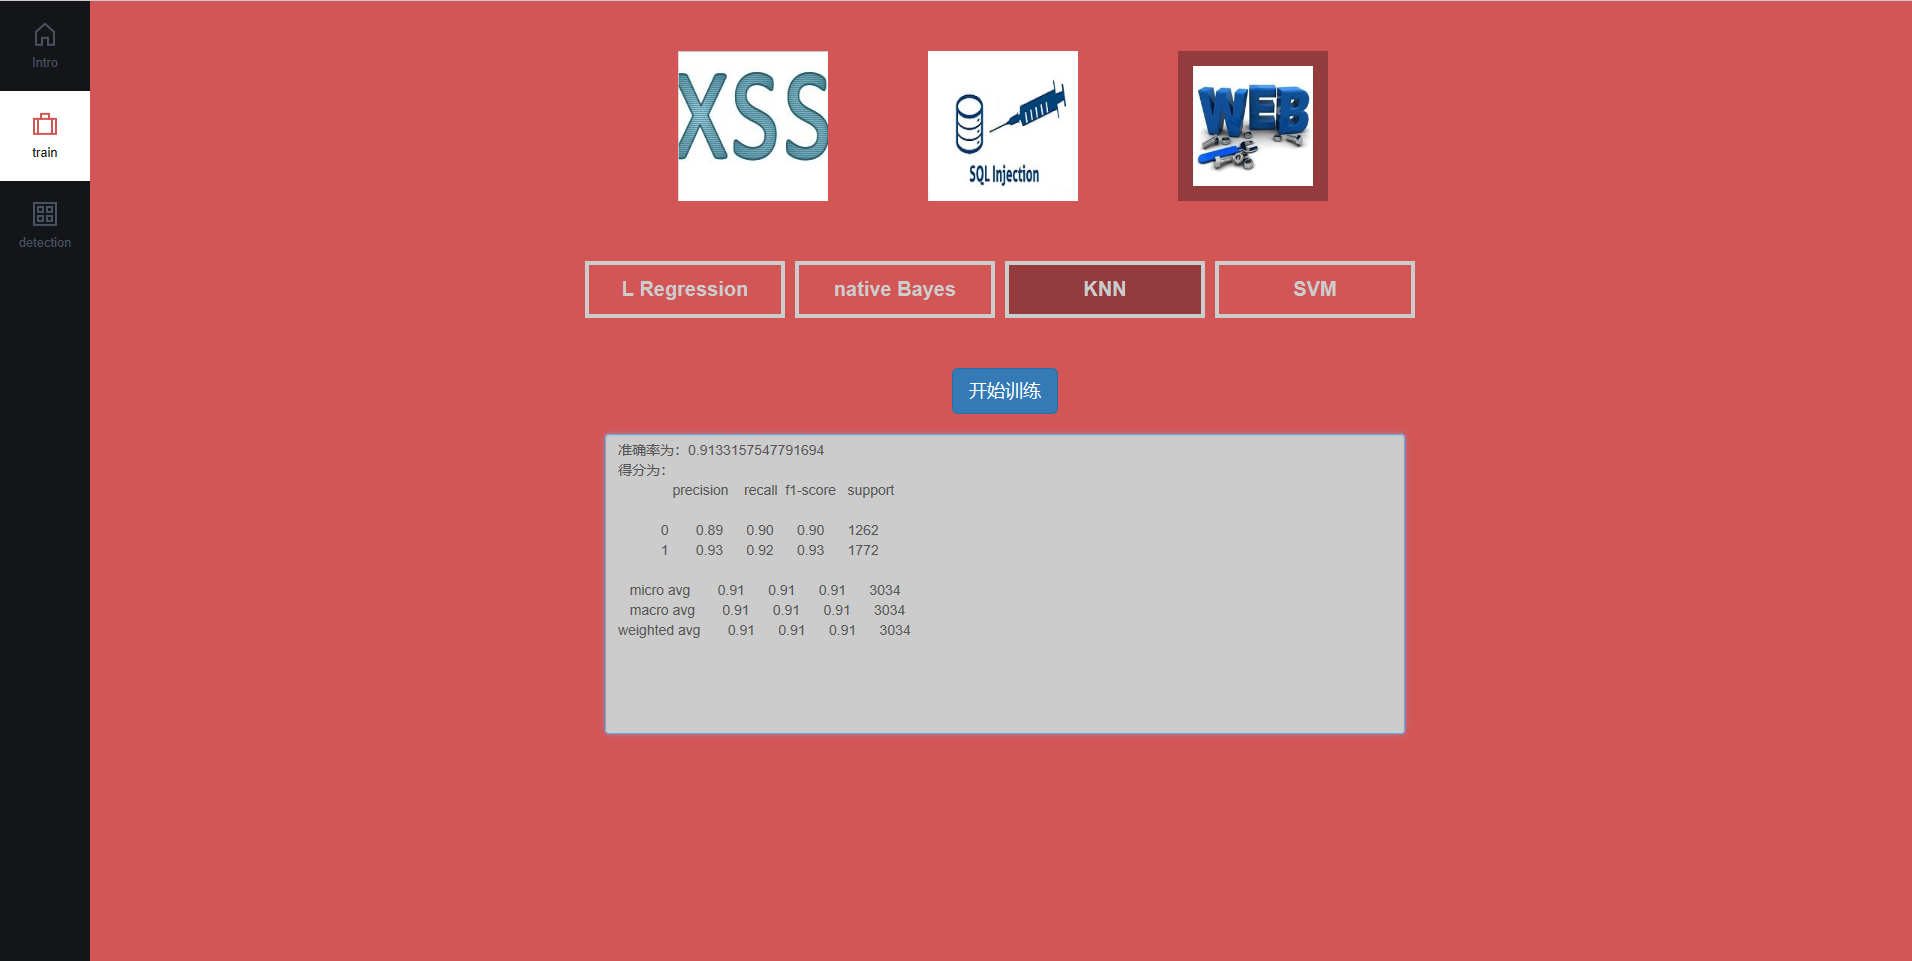 Intro
train
detection
XSS
SQL Injection
WEB
L Regression
native Bayes
KNN
SVM
开始训练
准确率为：0.9133157547791694
得分为：
precision recall f1-score support
0 0.89 0.90 0.90 1262
1 0.93 0.92 0.93 1772
micro avg 0.91 0.91 0.91 3034
macro avg 0.91 0.91 0.91 3034
weighted avg 0.91 0.91 0.91 3034